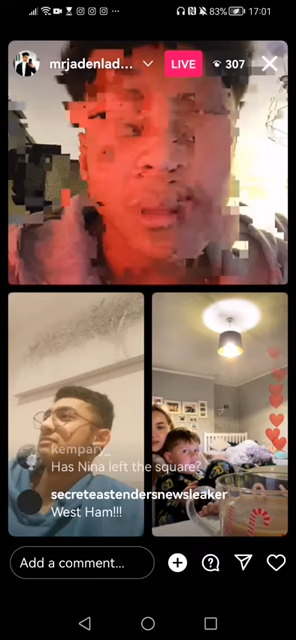 83% 17:01
mrjadenlad... LIVE 307
kempary_
Has Nina left the square?
secreteastendersnewsleaker
West Ham!!!
Add a comment...